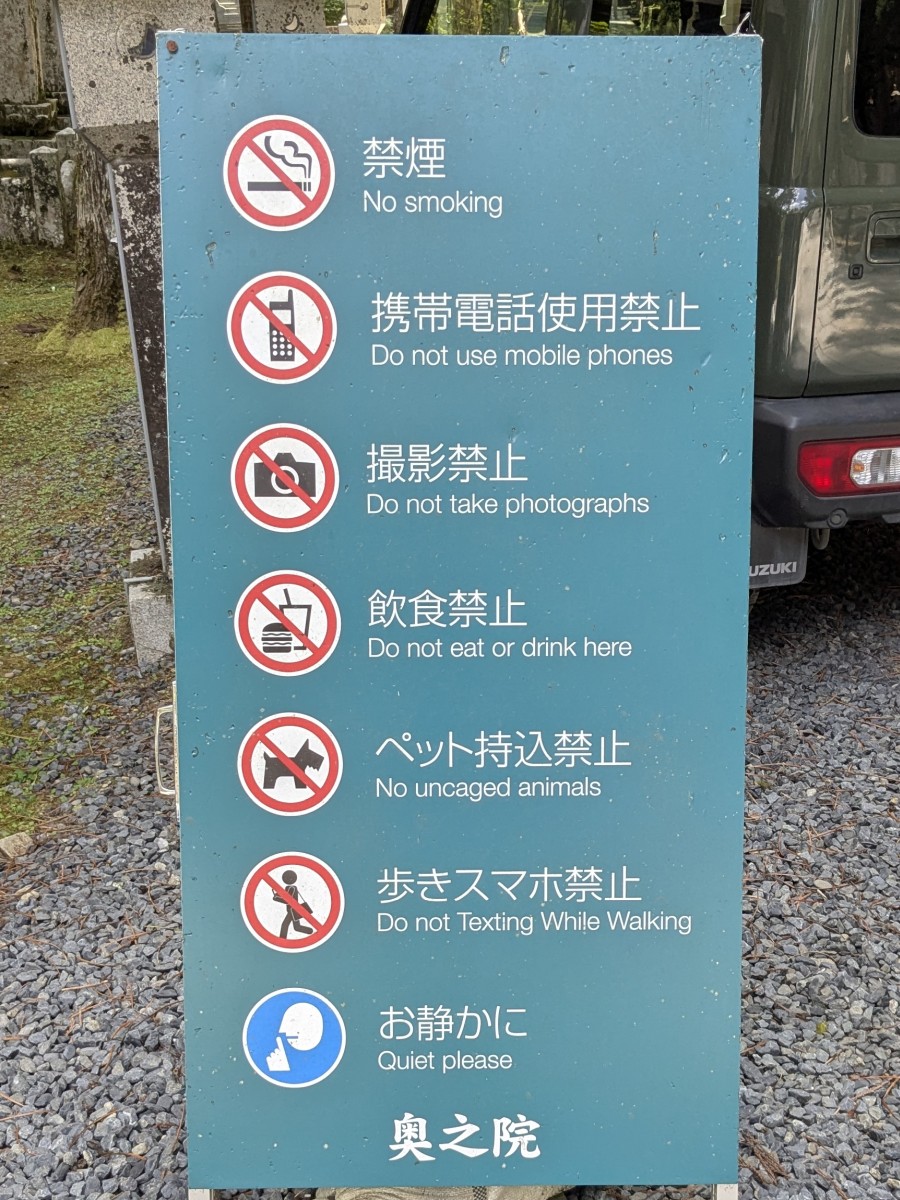 禁煙
No smoking
携帯電話使用禁止
Do not use mobile phones
撮影禁止
Do not take photographs
飲食禁止
Do not eat or drink here
ペット持込禁止
No uncaged animals
歩きスマホ禁止
Do not Texting While Walking
お静かに
Quiet please
奥之院
UZUKI